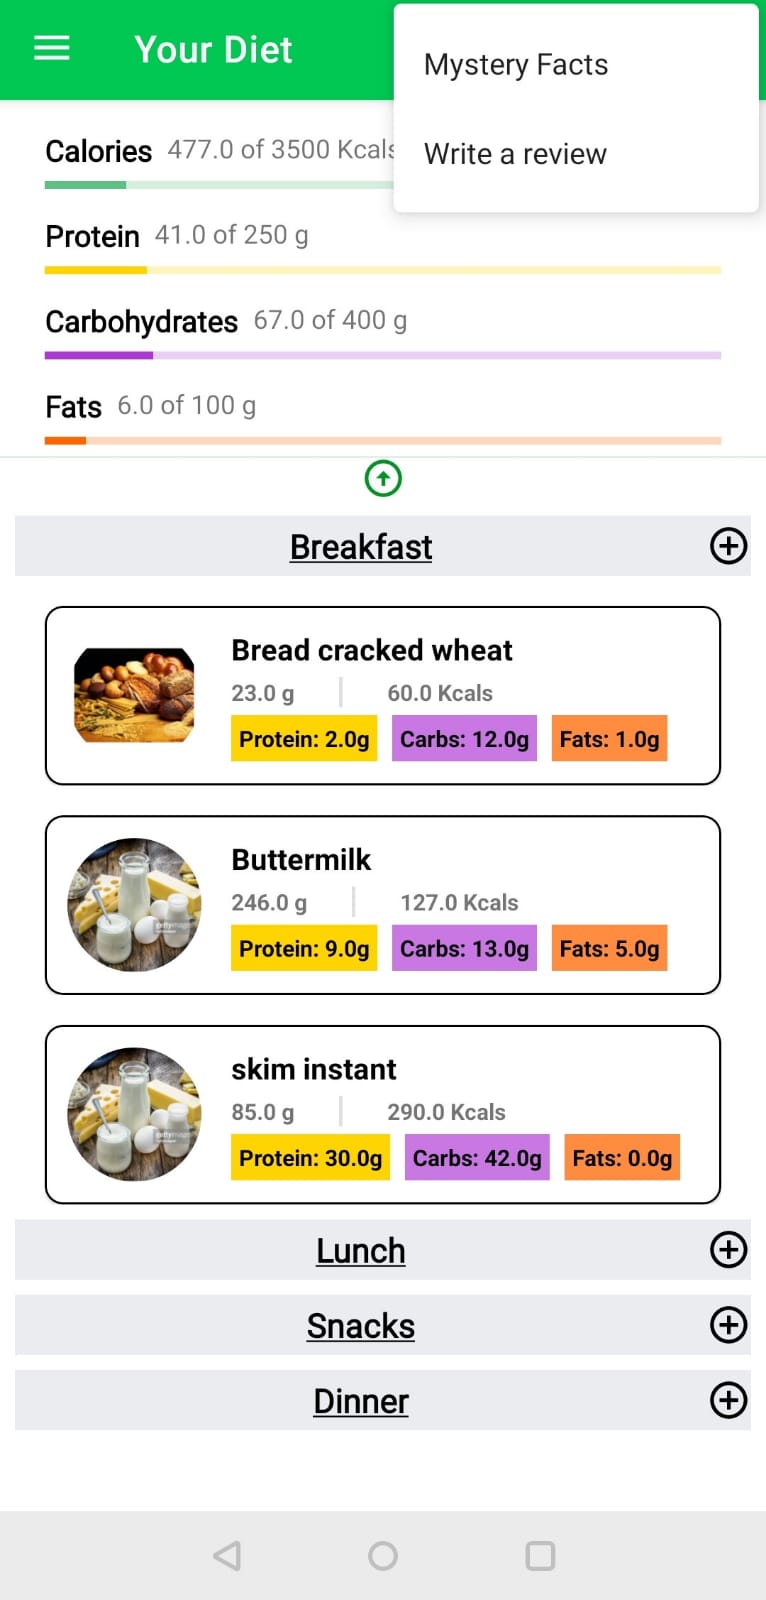 Your Diet
Mystery Facts
Write a review
Calories 477.0 of 3500 Kcals
Protein 41.0 of 250 g
Carbohydrates 67.0 of 400 g
Fats 6.0 of 100 g
Breakfast
Bread cracked wheat
23.0 g 60.0 Kcals
Protein: 2.0g Carbs: 12.0g Fats: 1.0g
Buttermilk
246.0 g 127.0 Kcals
Protein: 9.0g Carbs: 13.0g Fats: 5.0g
skim instant
85.0 g 290.0 Kcals
Protein: 30.0g Carbs: 42.0g Fats: 0.0g
Lunch
Snacks
Dinner